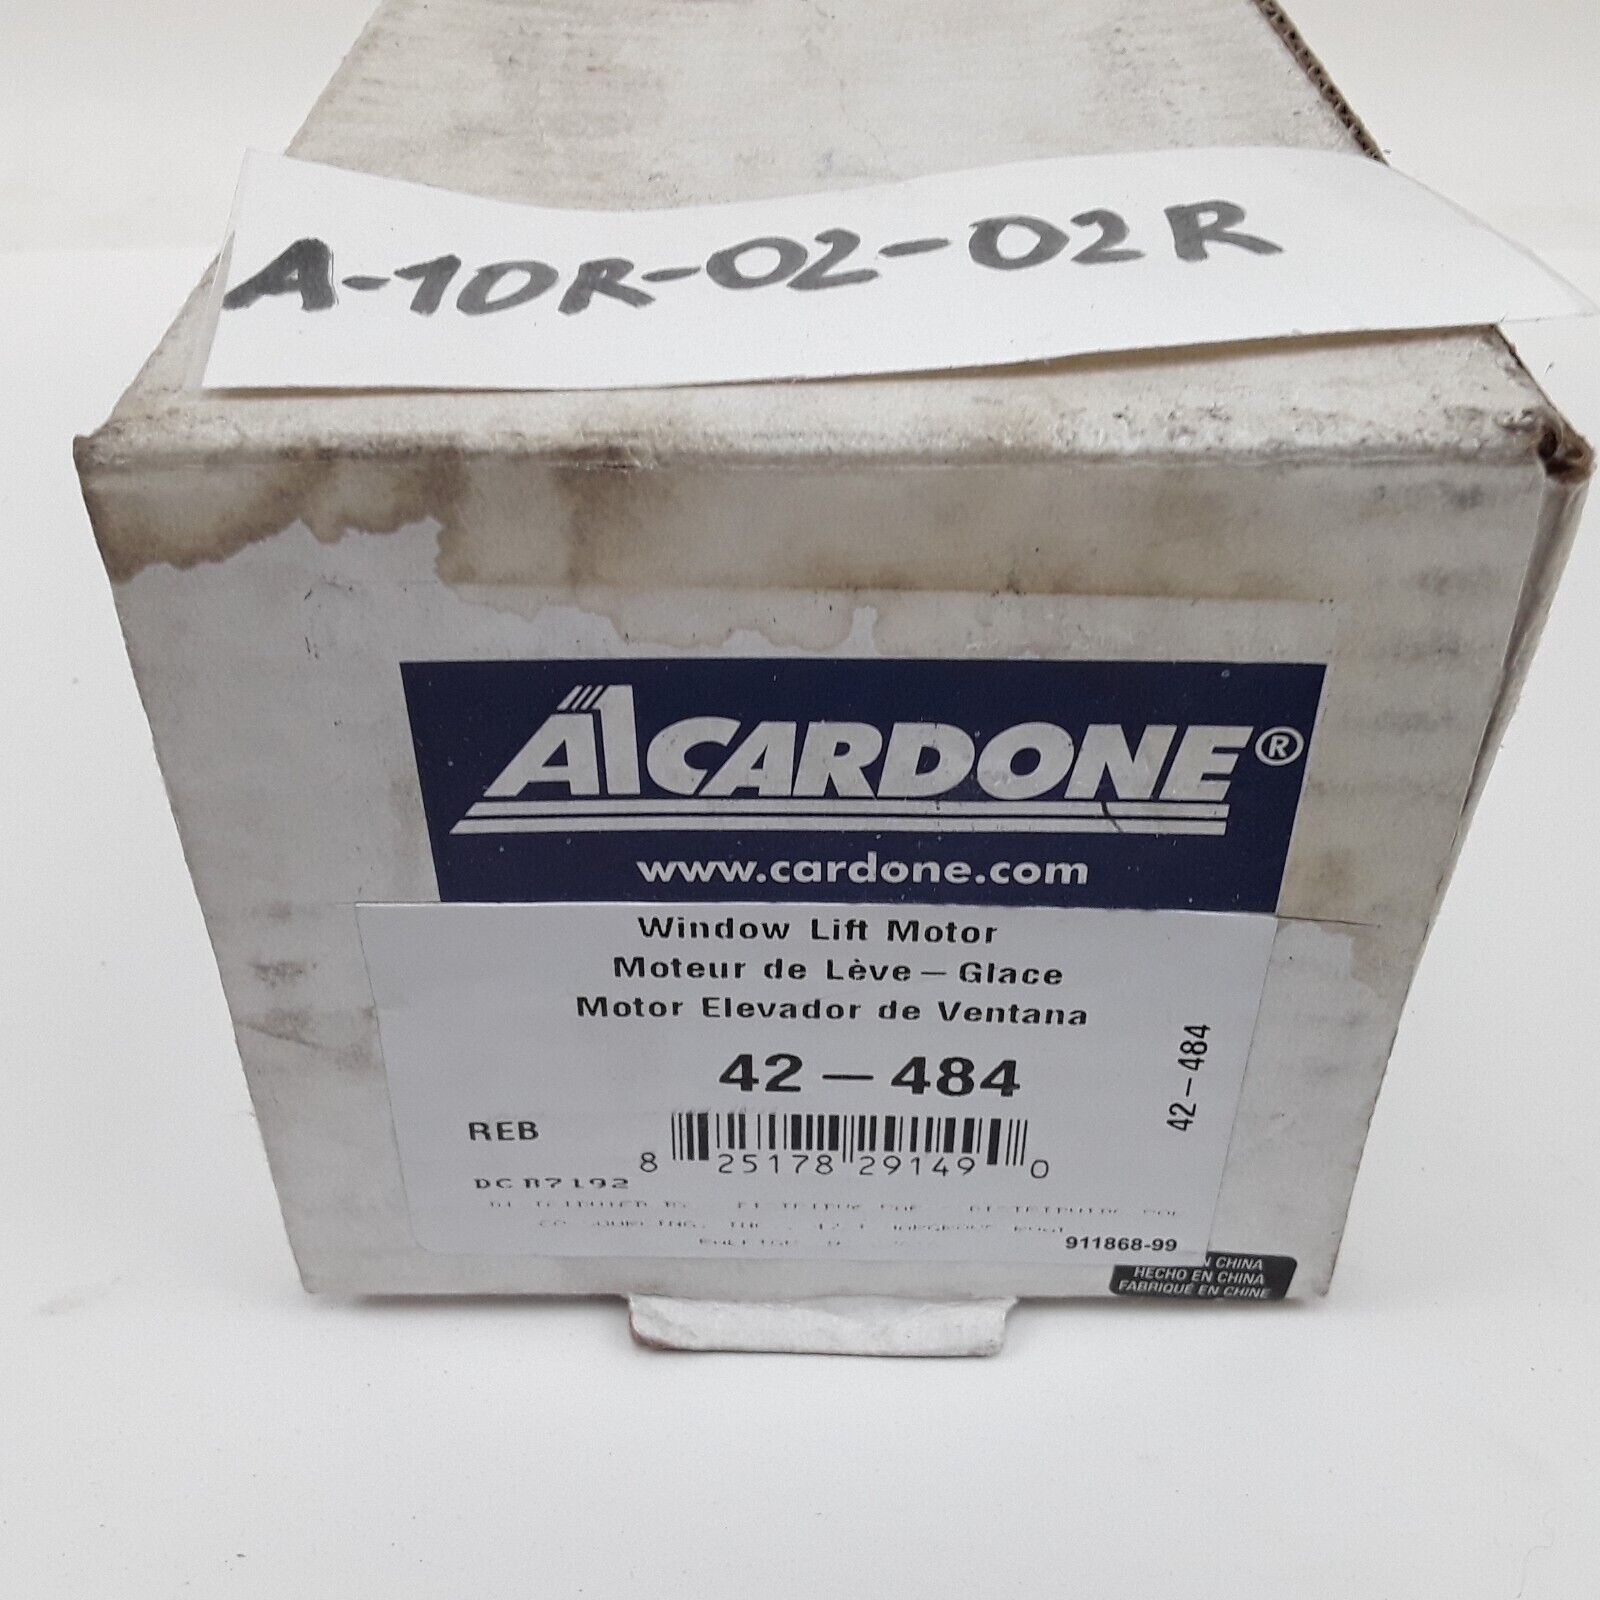 A-10R-02-02R
A1CARDONE®
www.cardone.com
Window Lift Motor
Moteur de Lève — Glace
Motor Elevador de Ventana
42 — 484
42 — 484
REB
8 25178 29149 0
911868-99
N CHINA
HECHO EN CHINA
FABRIQUÉ EN CHINE